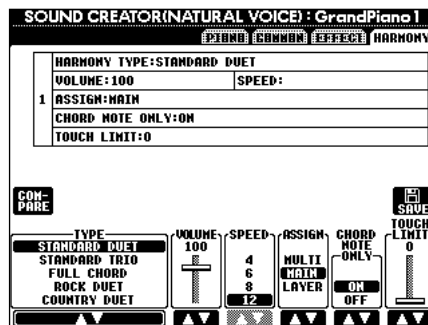 SOUND CREATOR(NATURAL VOICE) : GrandPiano1
PIANO COMMON EFFECT HARMONY
HARMONY TYPE:STANDARD DUET
VOLUME:100 SPEED:
1 ASSIGN:MAIN
CHORD NOTE ONLY:ON
TOUCH LIMIT:0
COM-
PARE
SAVE
TYPE
STANDARD DUET
STANDARD TRIO
FULL CHORD
ROCK DUET
COUNTRY DUET
VOLUME
100
SPEED
4
6
8
12
ASSIGN
MULTI
MAIN
LAYER
CHORD
NOTE
ONLY
ON
OFF
TOUCH
LIMIT
0